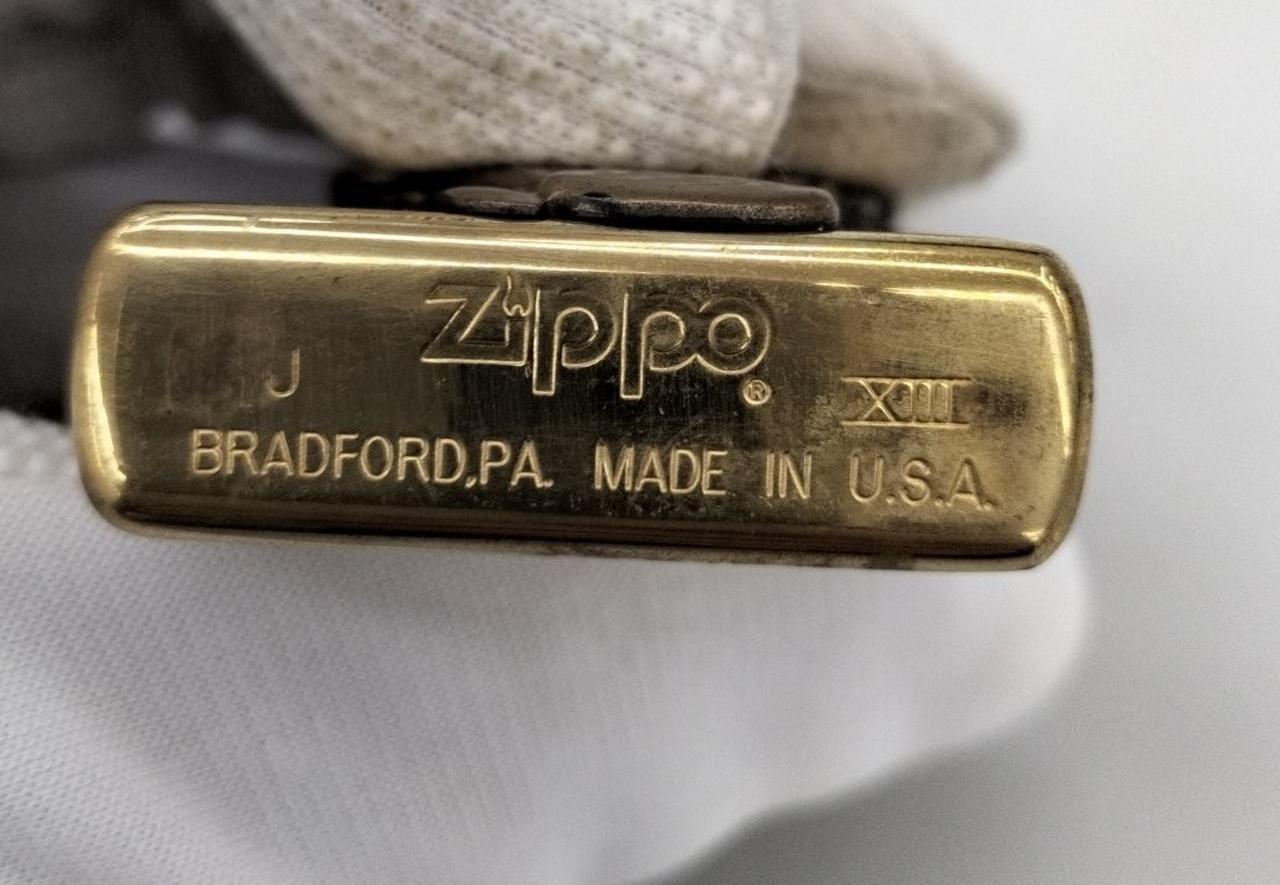 Zippo®
J XIII
BRADFORD,PA. MADE IN U.S.A.